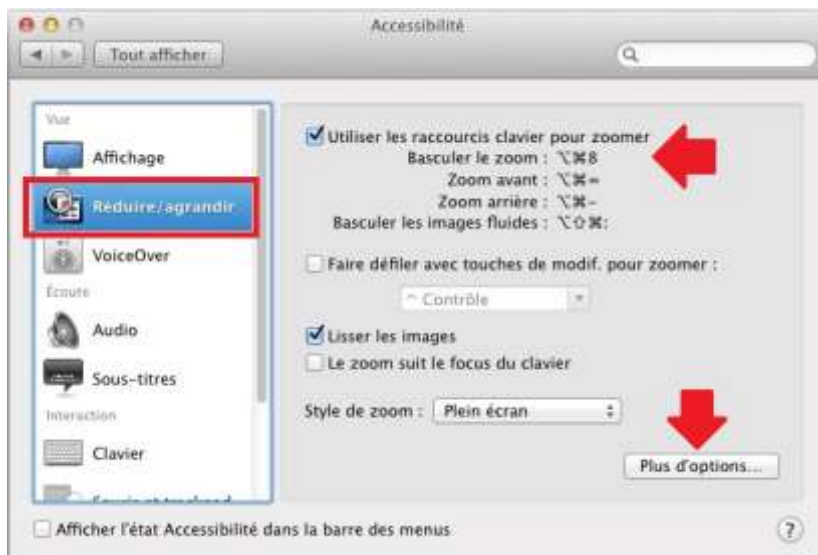 Accessibilité
Tout afficher
Vue
Affichage
Réduire/agrandir
VoiceOver
Écoute
Audio
Sous-titres
Interaction
Clavier
Souris et trackpad
Utiliser les raccourcis clavier pour zoomer
Basculer le zoom : ⌥⌘8
Zoom avant : ⌥⌘=
Zoom arrière : ⌥⌘-
Basculer les images fluides : ⌥⇧⌘:
Faire défiler avec touches de modif. pour zoomer :
^ Contrôle
Lisser les images
Le zoom suit le focus du clavier
Style de zoom : Plein écran
Plus d'options...
Afficher l'état Accessibilité dans la barre des menus
?